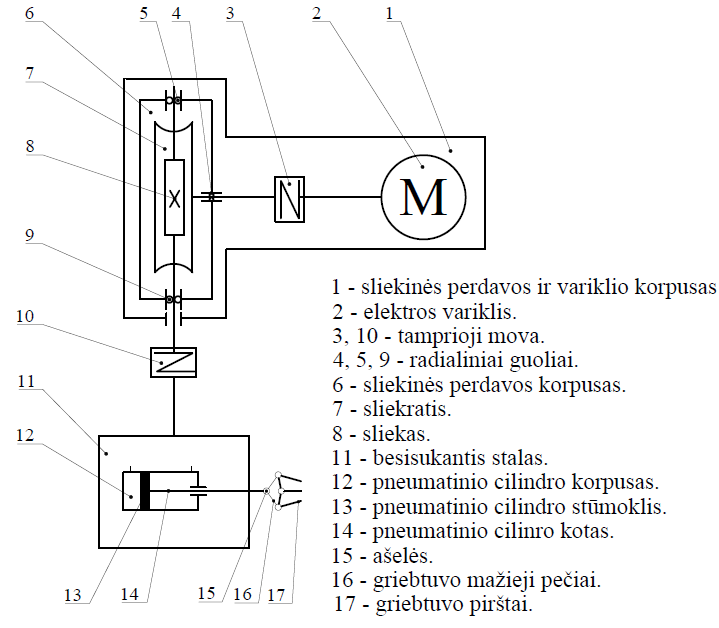 6 5 4 3 2 1
7
8
M
9
10
11
12
13 14 15 16 17
1 - sliekinės perdavos ir variklio korpusas
2 - elektros variklis.
3, 10 - tamprioji mova.
4, 5, 9 - radialiniai guoliai.
6 - sliekinės perdavos korpusas.
7 - sliekratis.
8 - sliekas.
11 - besisukantis stalas.
12 - pneumatinio cilindro korpusas.
13 - pneumatinio cilindro stūmoklis.
14 - pneumatinio cilinro kotas.
15 - ašelės.
16 - griebtuvo mažieji pečiai.
17 - griebtuvo pirštai.